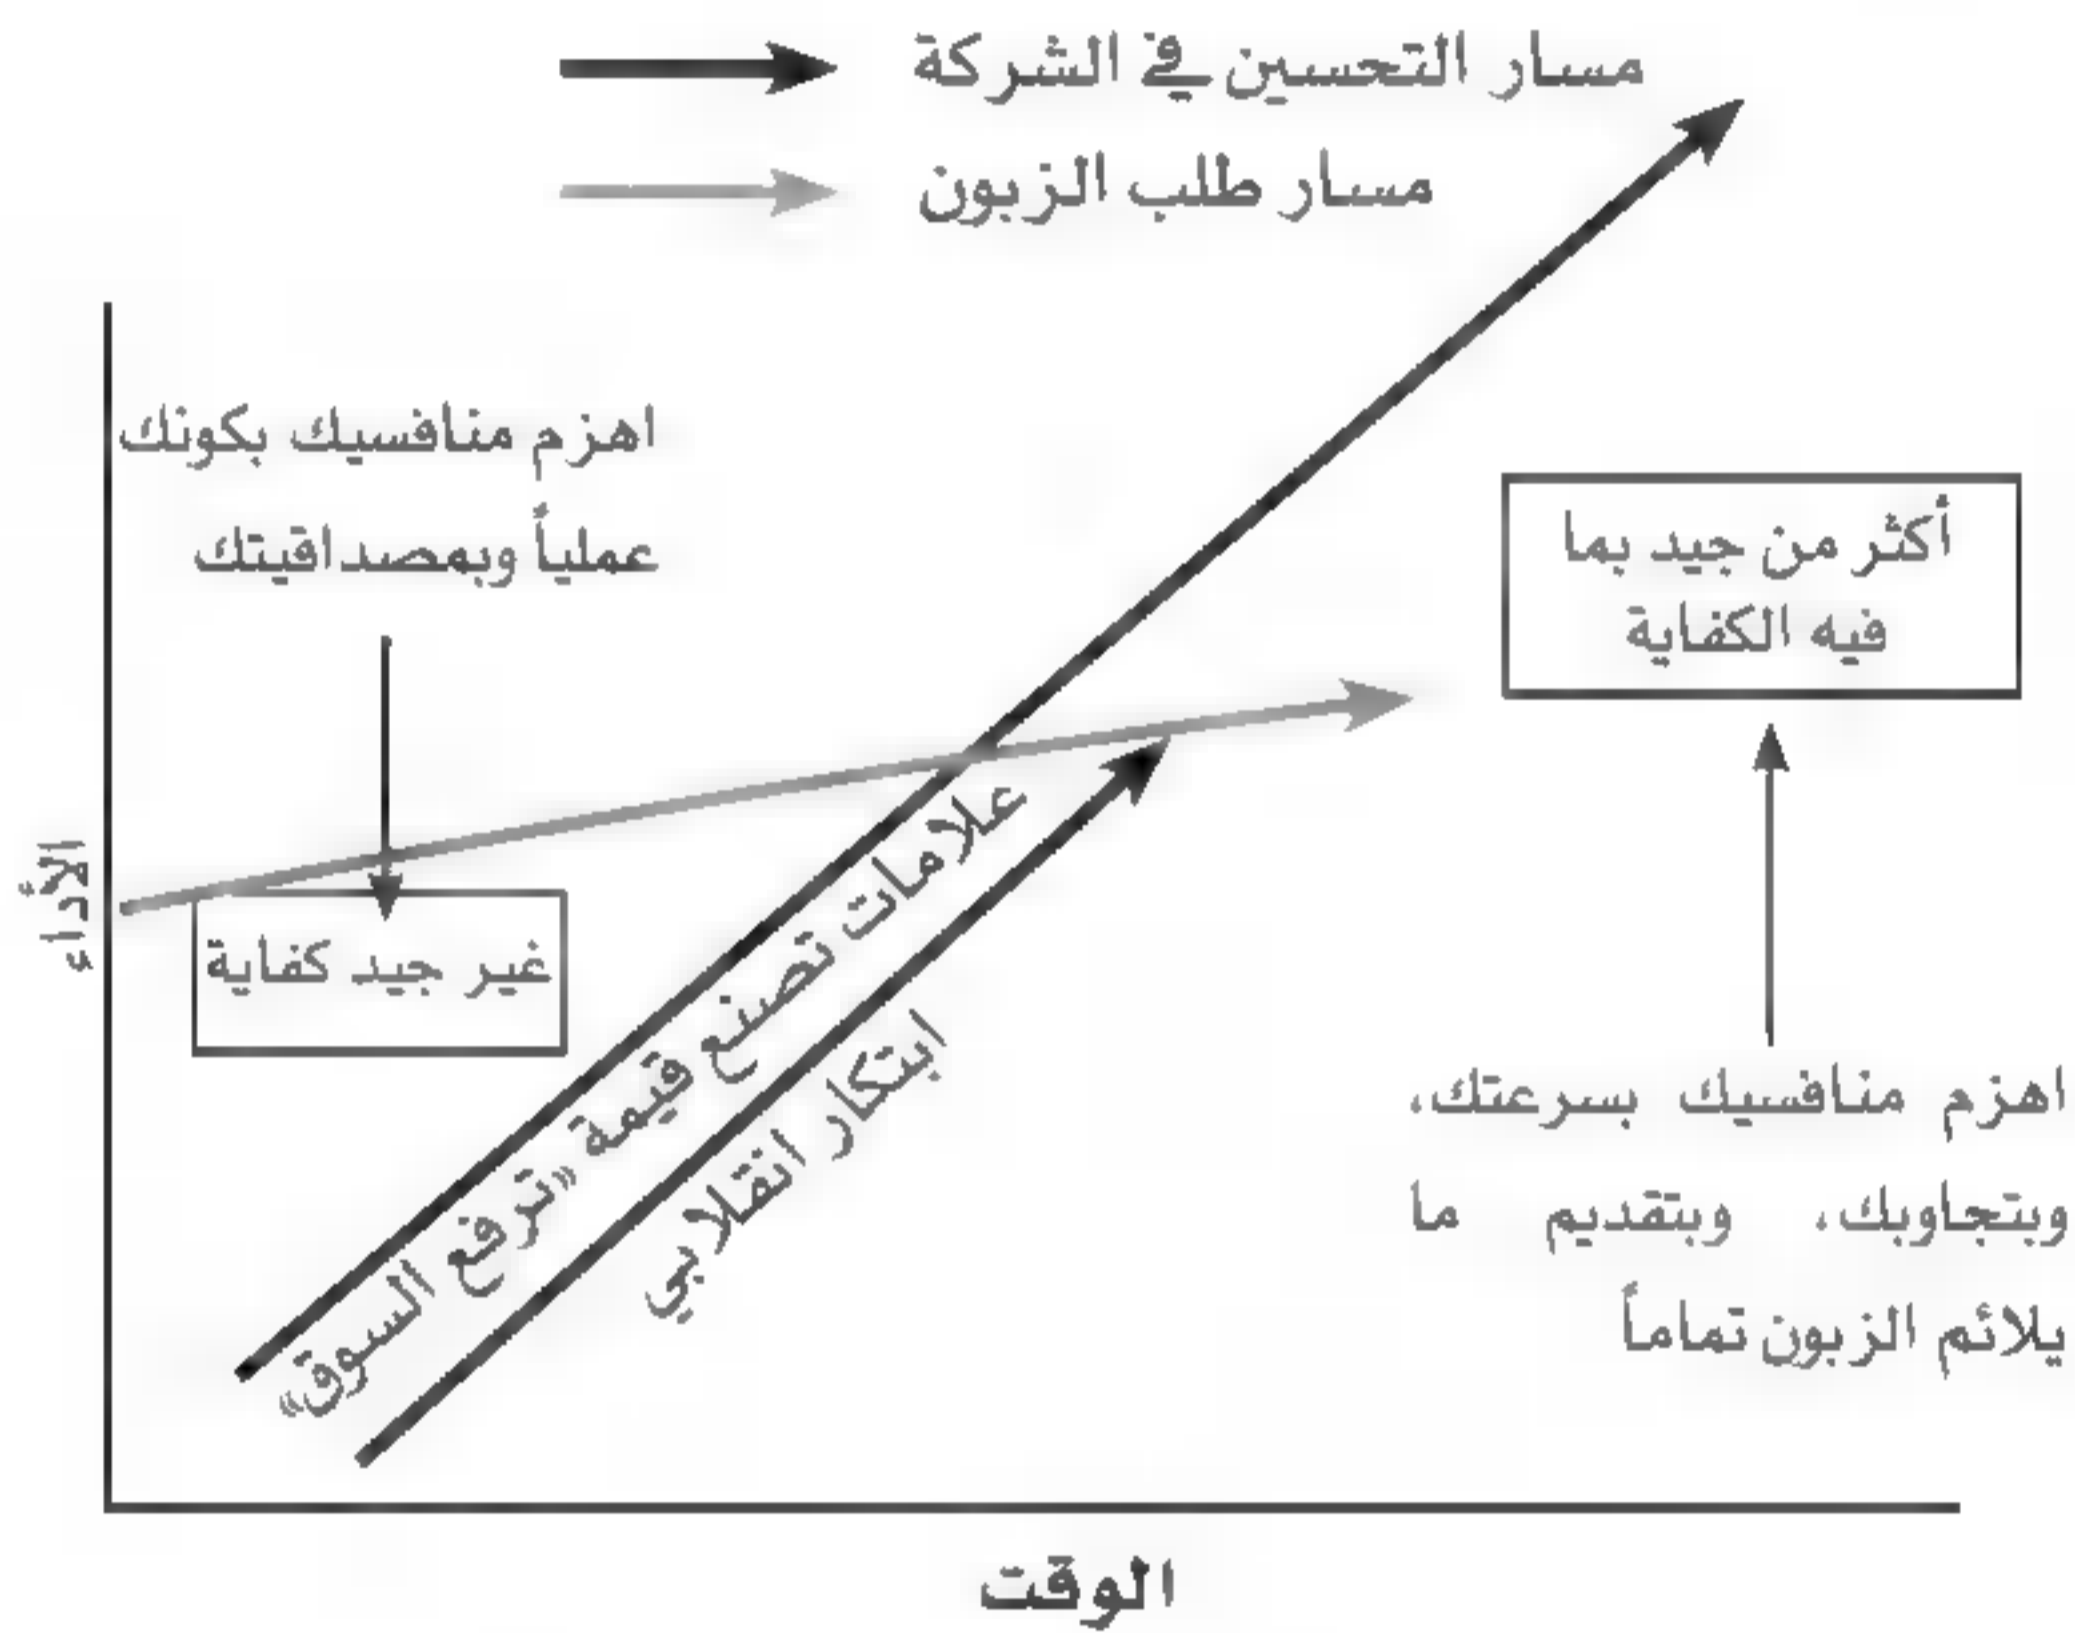 مسار التحسين في الشركة
مسار طلب الزبون
اهزم منافسيك بكونك
عملياً وبمصداقيتك
أكثر من جيد بما
فيه الكفاية
الأداء
غير جيد كفاية
علامات تصنع قيمة «ترفع السوق»
ابتكار انقلابي
اهزم منافسيك بسرعتك،
وبتجاوبك، وبتقديم ما
يلائم الزبون تماماً
الوقت